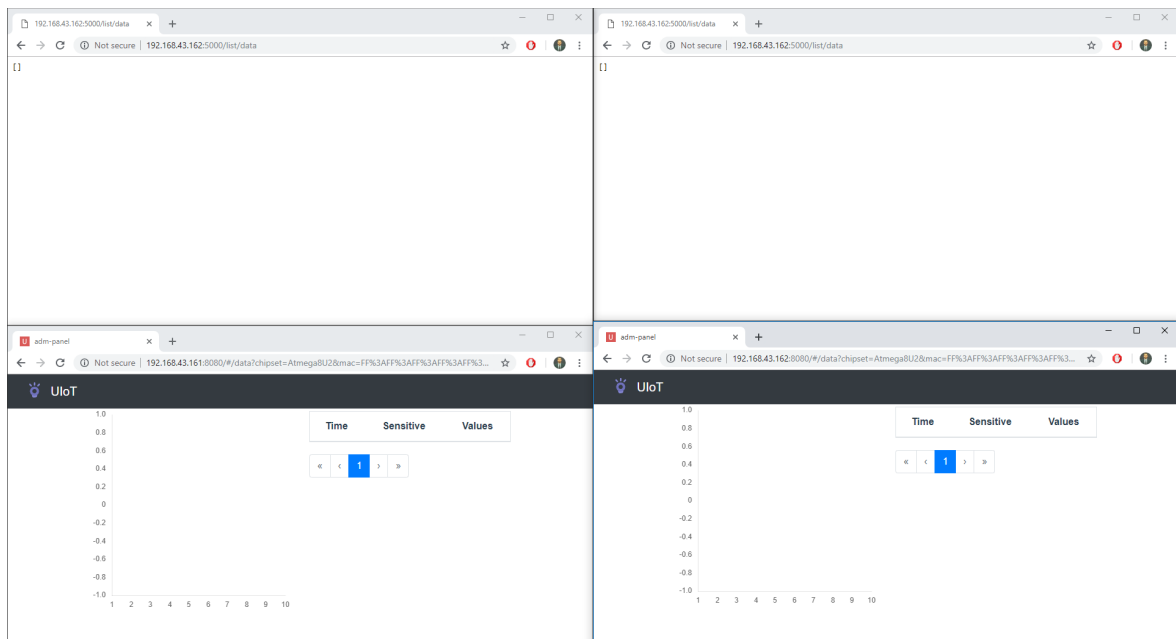 192.168.43.162:5000/list/data
Not secure | 192.168.43.162:5000/list/data
[]
192.168.43.162:5000/list/data
Not secure | 192.168.43.162:5000/list/data
[]
adm-panel
Not secure | 192.168.43.161:8080/#/data?chipset=Atmega8U2&mac=FF%3AFF%3AFF%3AFF%3AFF%3...
UIoT
1.0
0.8
0.6
0.4
0.2
0
-0.2
-0.4
-0.6
-0.8
-1.0
1 2 3 4 5 6 7 8 9 10
Time Sensitive Values
« ‹ 1 › »
adm-panel
Not secure | 192.168.43.162:8080/#/data?chipset=Atmega8U2&mac=FF%3AFF%3AFF%3AFF%3AFF%3...
UIoT
1.0
0.8
0.6
0.4
0.2
0
-0.2
-0.4
-0.6
-0.8
-1.0
1 2 3 4 5 6 7 8 9 10
Time Sensitive Values
« ‹ 1 › »